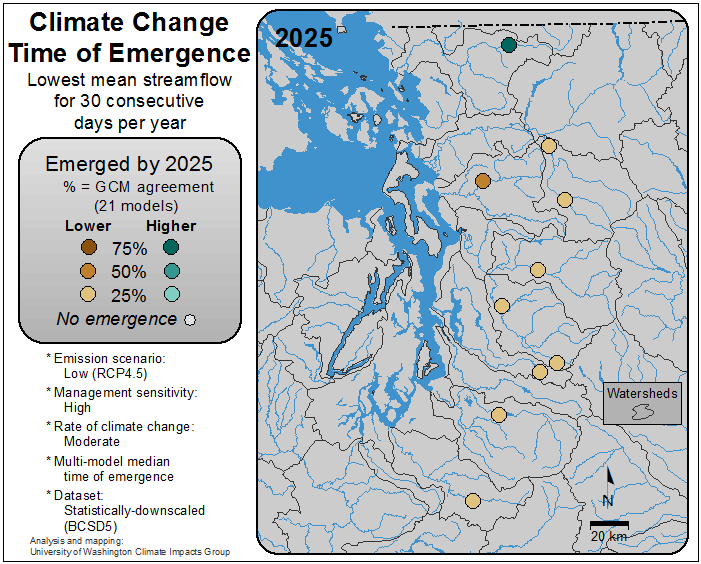 Climate Change
Time of Emergence
Lowest mean streamflow
for 30 consecutive
days per year
Emerged by 2025
% = GCM agreement
(21 models)
Lower Higher
75%
50%
25%
No emergence
* Emission scenario:
Low (RCP4.5)
* Management sensitivity:
High
* Rate of climate change:
Moderate
* Multi-model median
time of emergence
* Dataset:
Statistically-downscaled
(BCSD5)
Analysis and mapping:
University of Washington Climate Impacts Group
2025
Watersheds
N
20 km